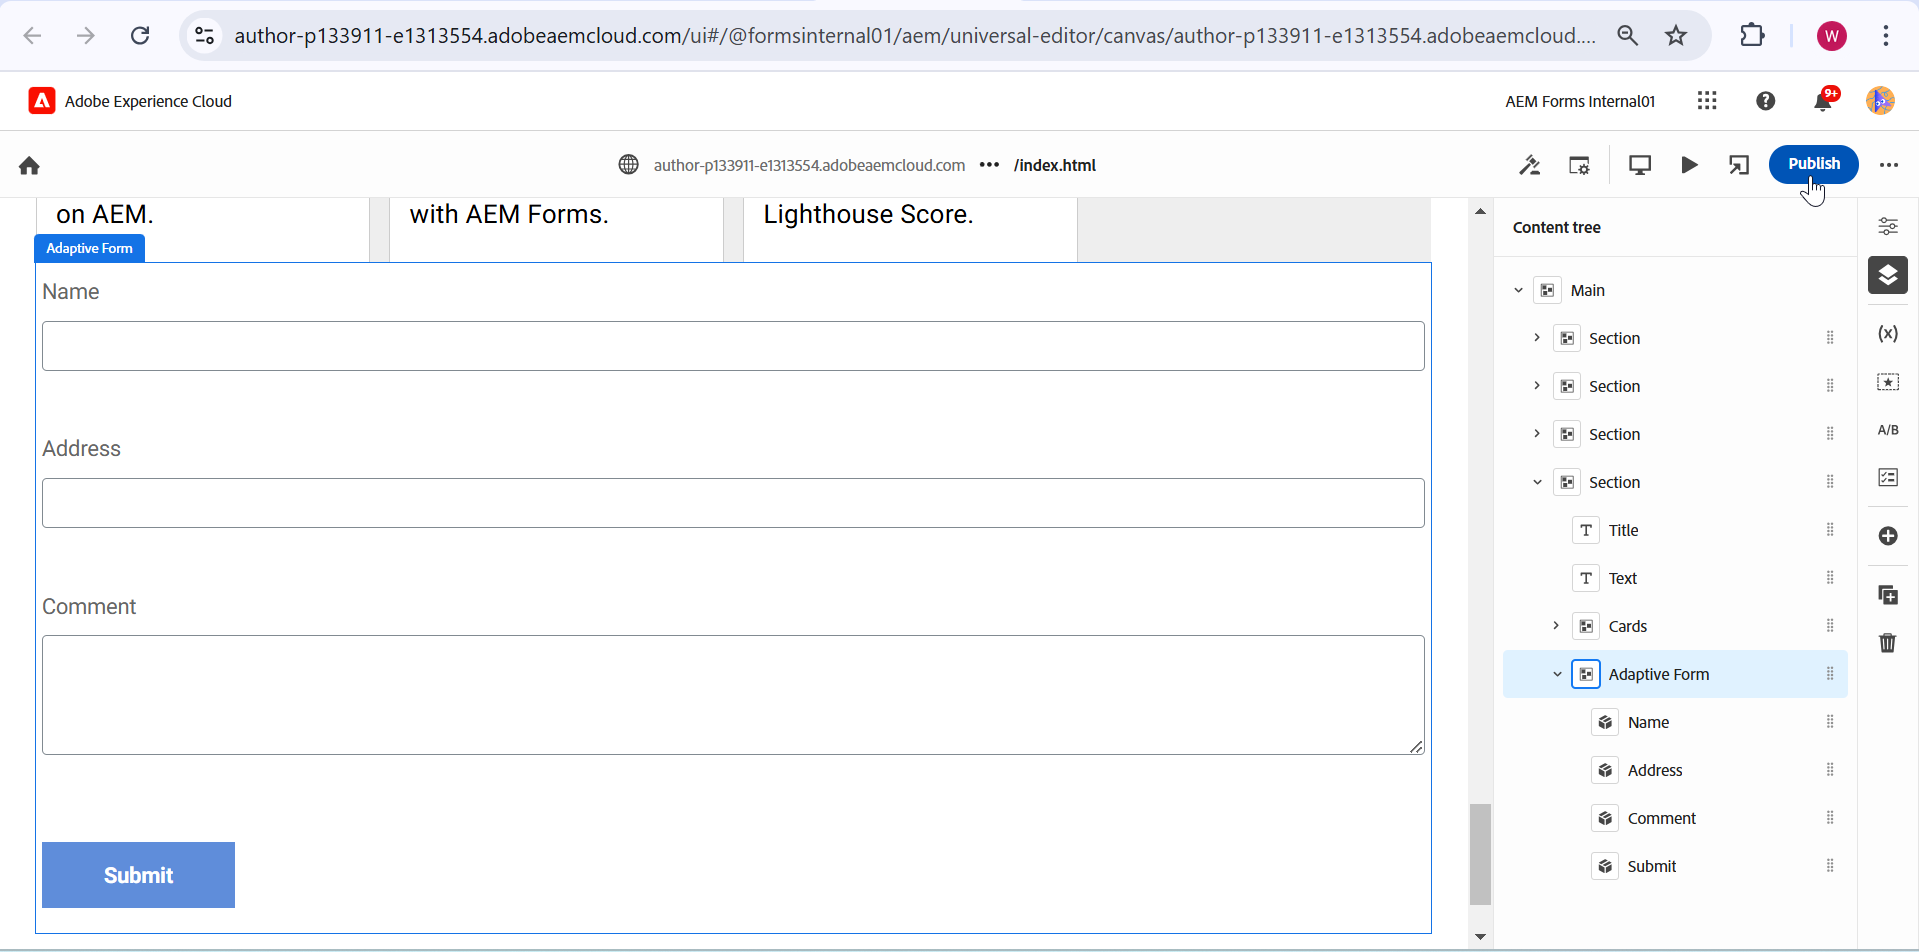 author-p133911-e1313554.adobeaemcloud.com/ui#/@formsinternal01/aem/universal-editor/canvas/author-p133911-e1313554.adobeaemcloud....
W
Adobe Experience Cloud
AEM Forms Internal01
9+
author-p133911-e1313554.adobeaemcloud.com ••• /index.html
Publish
on AEM.
with AEM Forms.
Lighthouse Score.
Adaptive Form
Name
Address
Comment
Submit
Content tree
Main
Section
Section
Section
Section
T Title
T Text
Cards
Adaptive Form
Name
Address
Comment
Submit
(x)
A/B